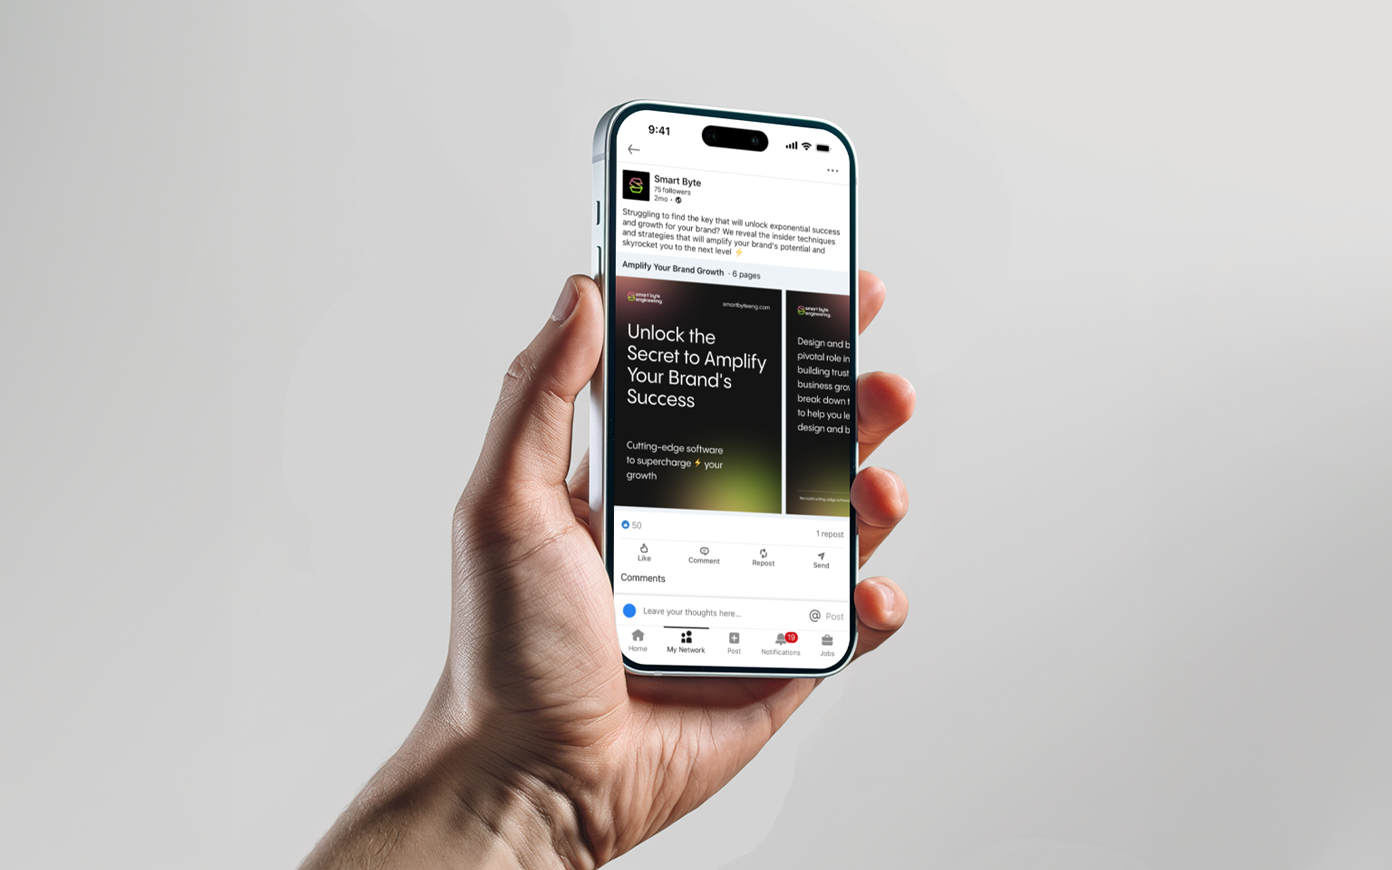 9:41
Smart Byte
75 followers
2mo •
Struggling to find the key that will unlock exponential success
and growth for your brand? We reveal the insider techniques
and strategies that will amplify your brand's potential and
skyrocket you to the next level ⚡
Amplify Your Brand Growth · 6 pages
smart byte
engineering.
smartbyteeng.com
Unlock the
Secret to Amplify
Your Brand's
Success
Cutting-edge software
to supercharge ⚡ your
growth
smart byte
engineering.
Design and b
pivotal role in
building trust
business grow
break down t
to help you le
design and b
50
1 repost
Like
Comment
Repost
Send
Comments
Leave your thoughts here...
@ Post
Home
My Network
Post
19
Notifications
Jobs